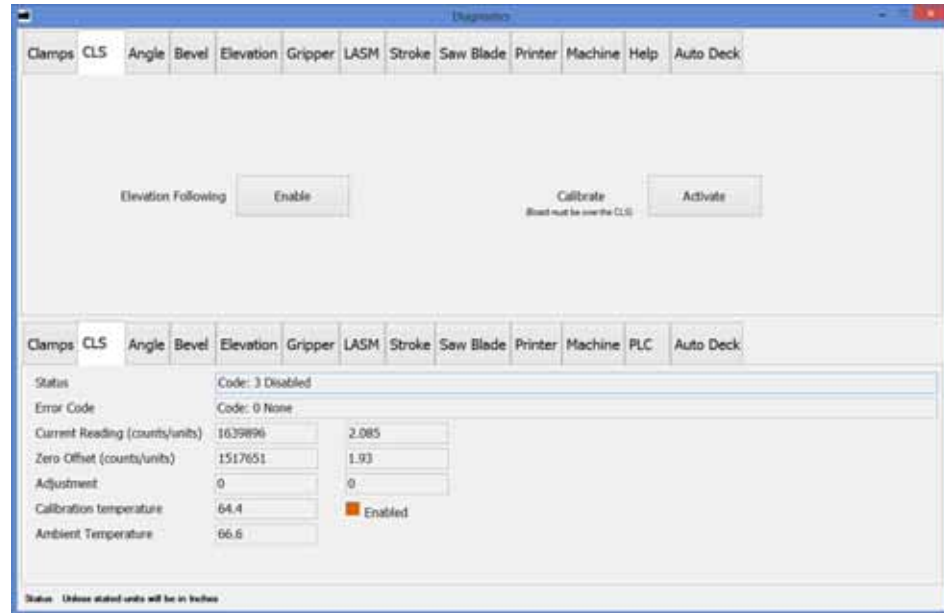 Diagnostics
Clamps CLS Angle Bevel Elevation Gripper LASM Stroke Saw Blade Printer Machine Help Auto Deck
Elevation Following Enable Calibrate Activate
(Board must be over the CLS)
Clamps CLS Angle Bevel Elevation Gripper LASM Stroke Saw Blade Printer Machine PLC Auto Deck
Status Code: 3 Disabled
Error Code Code: 0 None
Current Reading (counts/units) 1639896 2.085
Zero Offset (counts/units) 1517651 1.93
Adjustment 0 0
Calibration temperature 64.4 Enabled
Ambient Temperature 66.6
Status Unless stated units will be in Inches